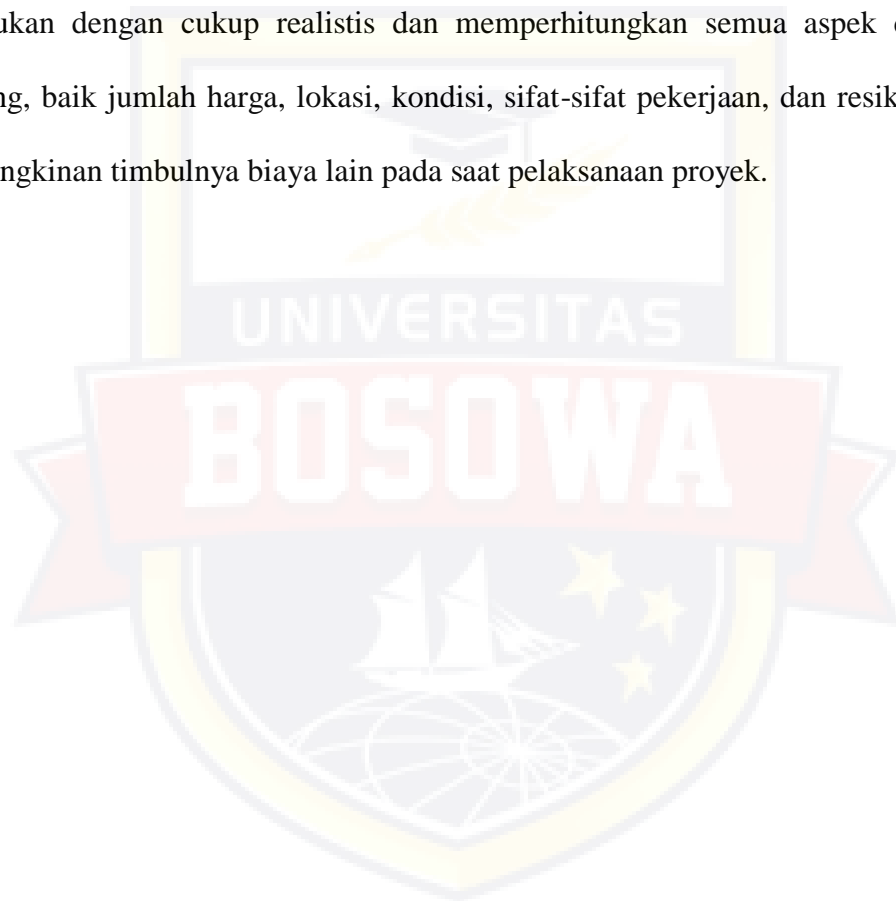 ukan dengan cukup realistis dan memperhitungkan semua aspek
ng, baik jumlah harga, lokasi, kondisi, sifat-sifat pekerjaan, dan resik
ngkinan timbulnya biaya lain pada saat pelaksanaan proyek.
UNIVERSITAS
BOSOWA